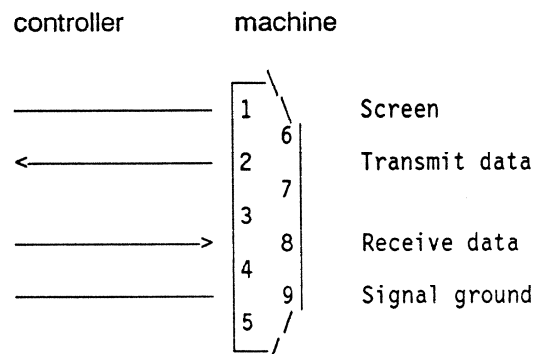 controller machine
1 Screen
6
2 Transmit data
7
3
8 Receive data
4
9 Signal ground
5